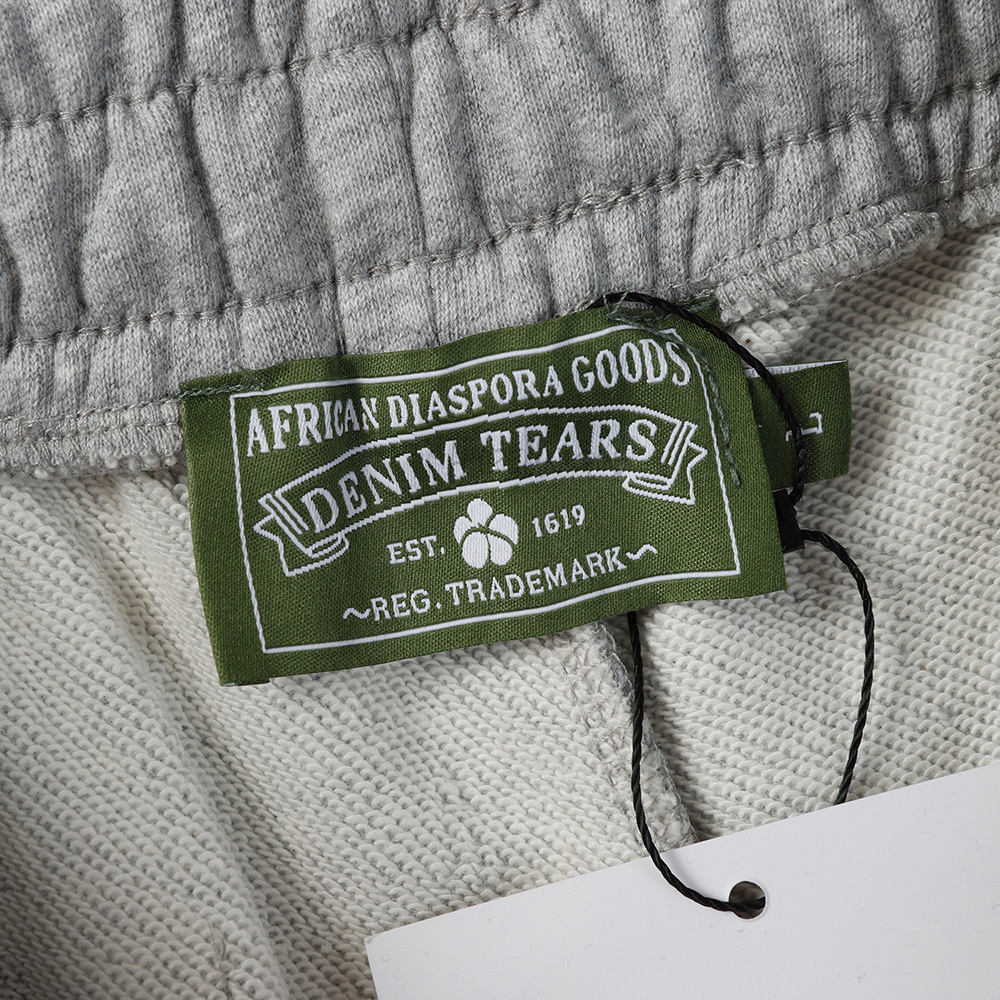 AFRICAN DIASPORA GOODS
DENIM TEARS
EST. 1619
~REG. TRADEMARK~
L